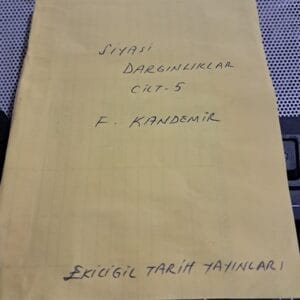 SİYASİ
DARGINLIKLAR
CİLT-5
F. KANDEMİR
EKİCİGİL TARİH YAYINLARI